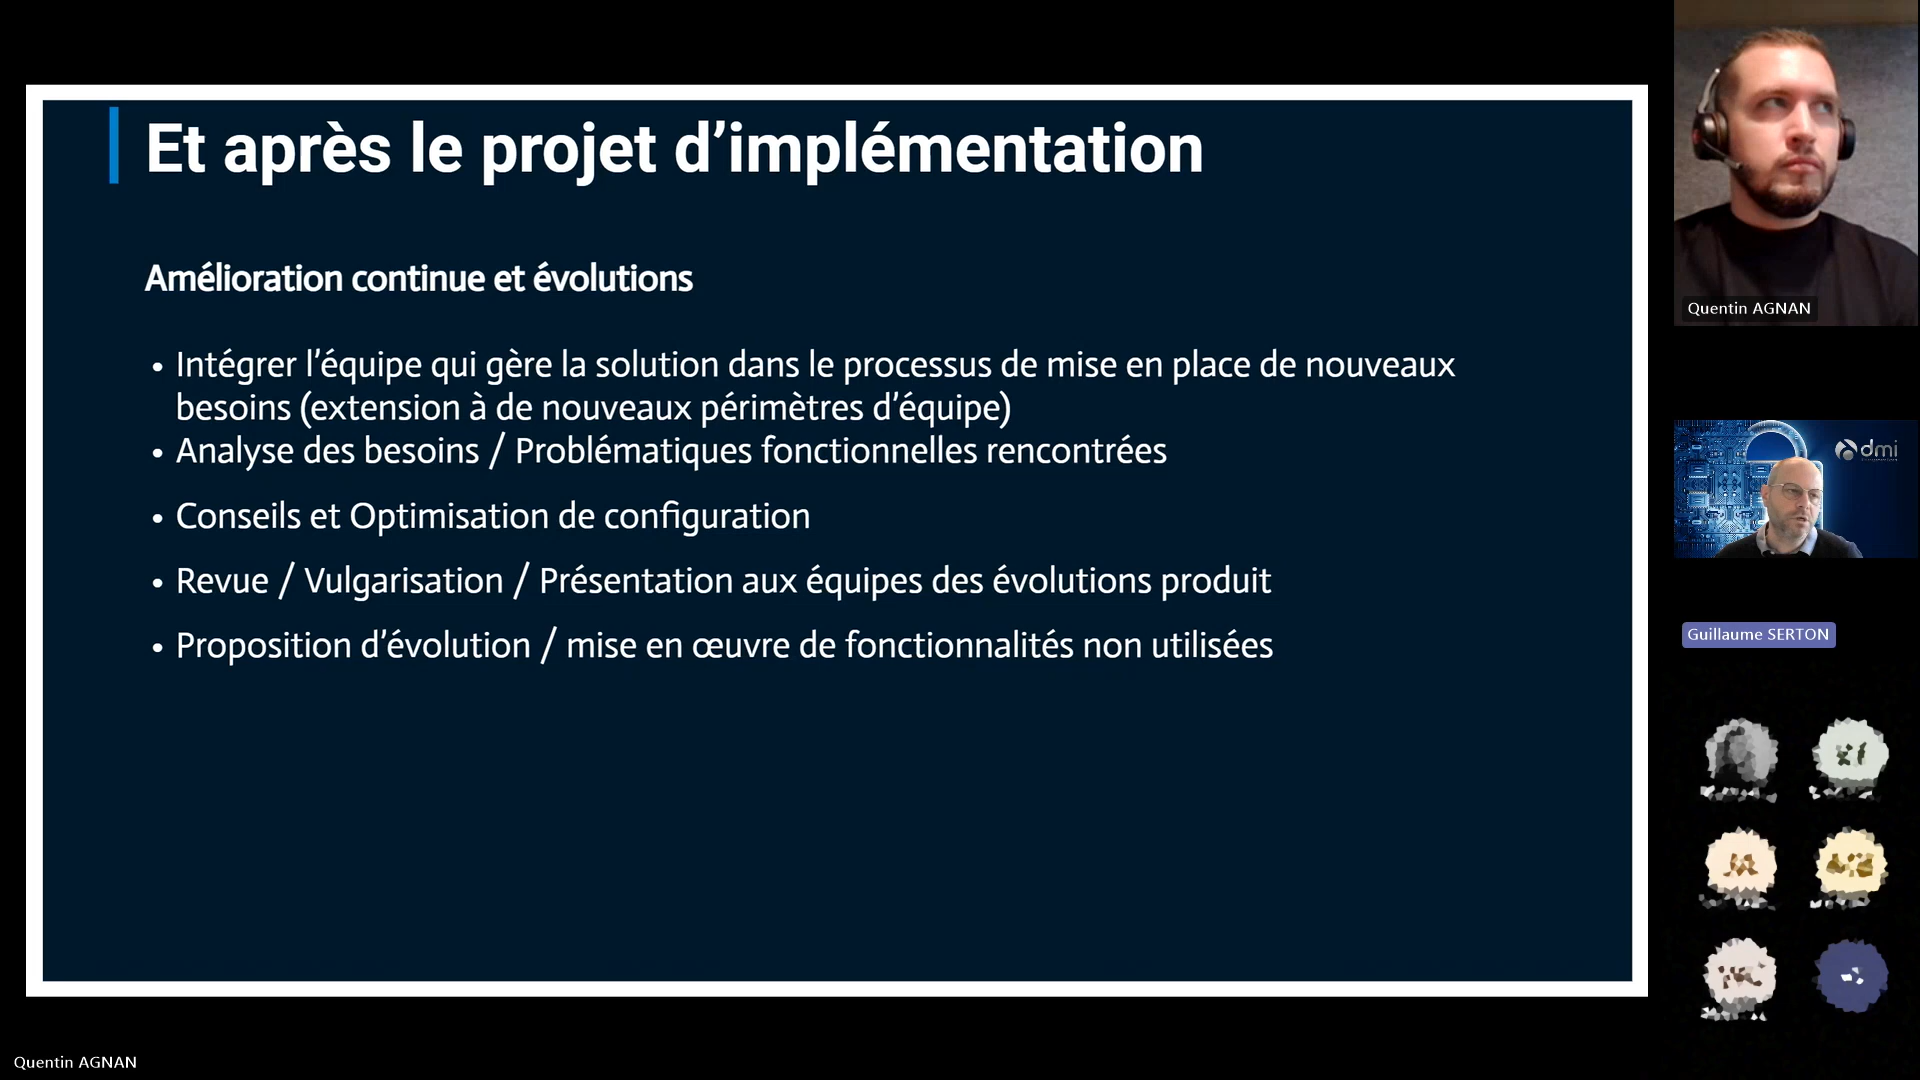 Et après le projet d’implémentation
Amélioration continue et évolutions
• Intégrer l’équipe qui gère la solution dans le processus de mise en place de nouveaux
besoins (extension à de nouveaux périmètres d’équipe)
• Analyse des besoins / Problématiques fonctionnelles rencontrées
• Conseils et Optimisation de configuration
• Revue / Vulgarisation / Présentation aux équipes des évolutions produit
• Proposition d’évolution / mise en œuvre de fonctionnalités non utilisées
Quentin AGNAN
dmi
Guillaume SERTON
Quentin AGNAN